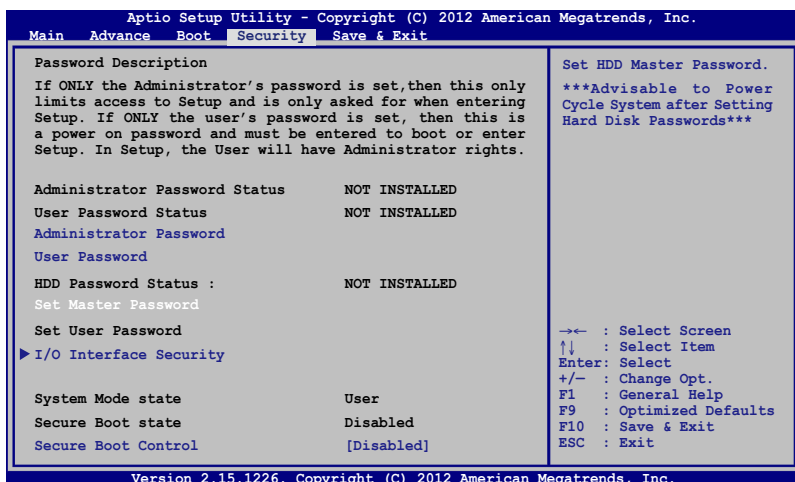 Aptio Setup Utility - Copyright (C) 2012 American Megatrends, Inc.
Main Advance Boot Security Save & Exit
Password Description
If ONLY the Administrator's password is set,then this only
limits access to Setup and is only asked for when entering
Setup. If ONLY the user's password is set, then this is
a power on password and must be entered to boot or enter
Setup. In Setup, the User will have Administrator rights.
Administrator Password Status NOT INSTALLED
User Password Status NOT INSTALLED
Administrator Password
User Password
HDD Password Status : NOT INSTALLED
Set Master Password
Set User Password
I/O Interface Security
System Mode state User
Secure Boot state Disabled
Secure Boot Control [Disabled]
Set HDD Master Password.
***Advisable to Power
Cycle System after Setting
Hard Disk Passwords***
→← : Select Screen
↑↓ : Select Item
Enter: Select
+/— : Change Opt.
F1 : General Help
F9 : Optimized Defaults
F10 : Save & Exit
ESC : Exit
Version 2.15.1226. Copyright (C) 2012 American Megatrends, Inc.